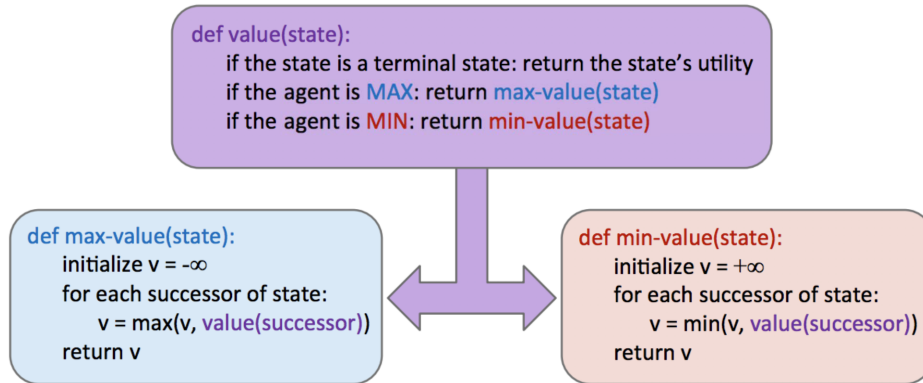 def value(state):
if the state is a terminal state: return the state’s utility
if the agent is MAX: return max-value(state)
if the agent is MIN: return min-value(state)
def max-value(state):
initialize v = -∞
for each successor of state:
v = max(v, value(successor))
return v
def min-value(state):
initialize v = +∞
for each successor of state:
v = min(v, value(successor))
return v